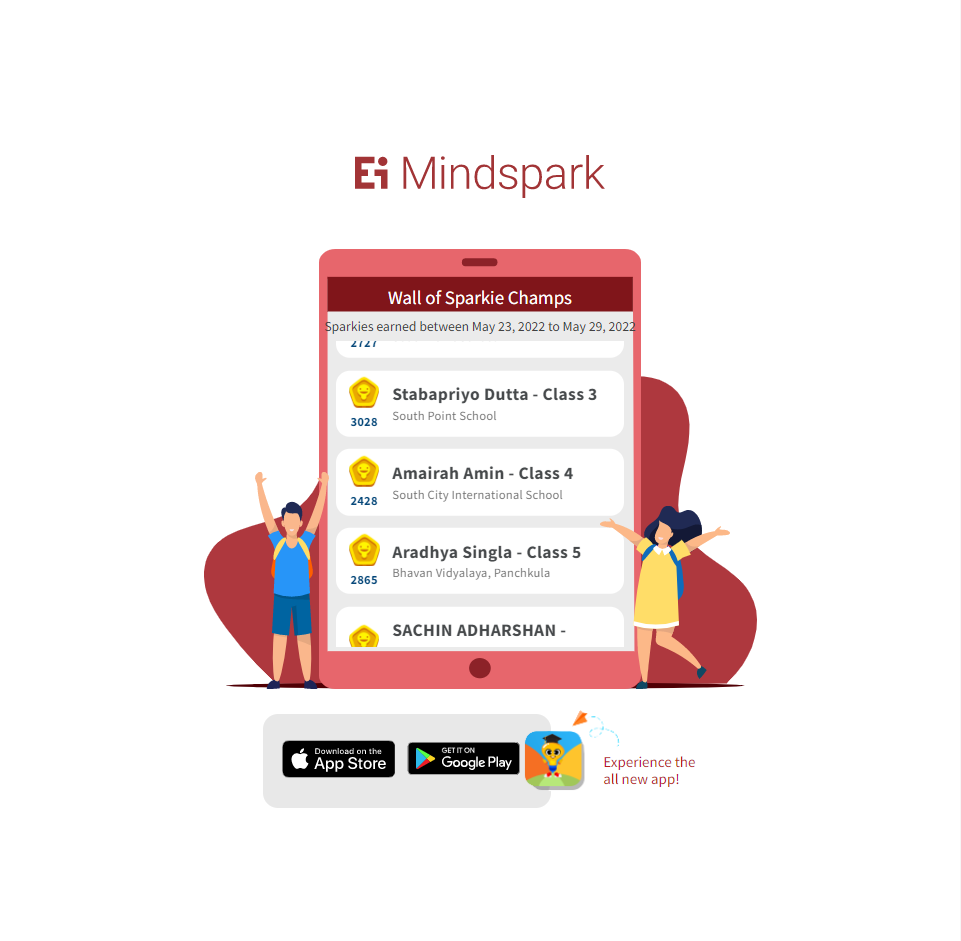 Ei Mindspark
Wall of Sparkie Champs
Sparkies earned between May 23, 2022 to May 29, 2022
2727
Stabapriyo Dutta - Class 3
3028
South Point School
Amairah Amin - Class 4
2428
South City International School
Aradhya Singla - Class 5
2865
Bhavan Vidyalaya, Panchkula
SACHIN ADHARSHAN -
Download on the
App Store
GET IT ON
Google Play
Experience the
all new app!